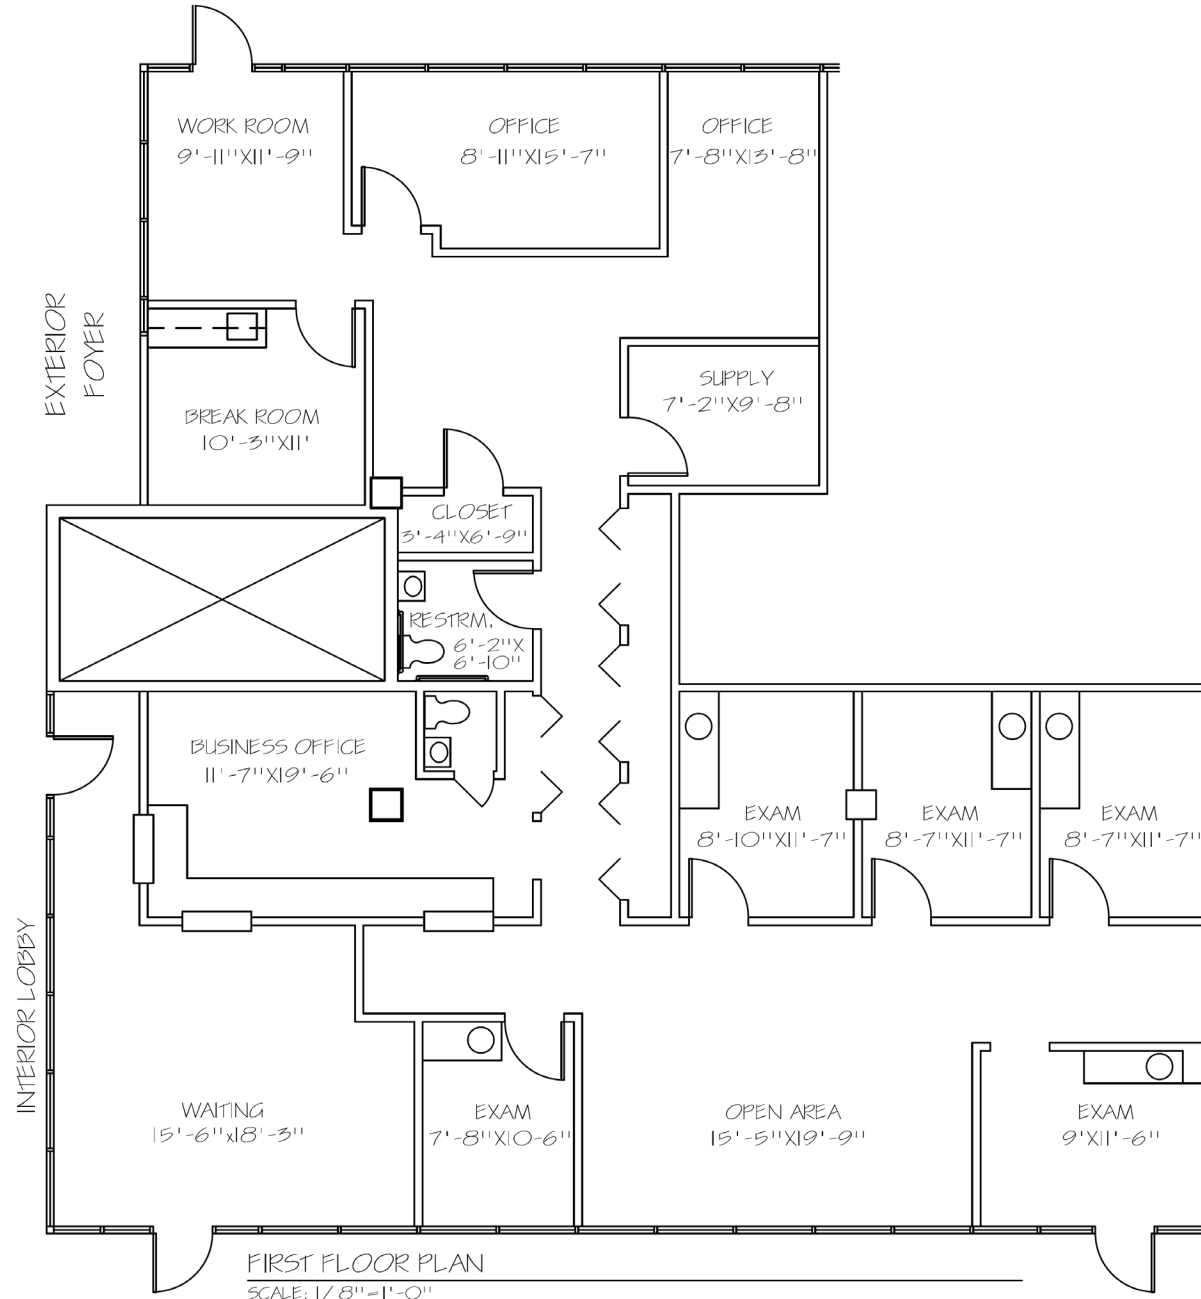 WORK ROOM
9'-11"X11'-9"
OFFICE
8'-11"X15'-7"
OFFICE
7'-8"X13'-8"
EXTERIOR
FOYER
BREAK ROOM
10'-3"X11'
SUPPLY
7'-2"X9'-8"
CLOSET
3'-4"X6'-9"
RESTRM.
6'-2"X
6'-10"
BUSINESS OFFICE
11'-7"X19'-6"
EXAM
8'-10"X11'-7"
EXAM
8'-7"X11'-7"
EXAM
8'-7"X11'-7"
INTERIOR LOBBY
WAITING
15'-6"x18'-3"
EXAM
7'-8"X10-6"
OPEN AREA
15'-5"X19'-9"
EXAM
9'X11'-6"
FIRST FLOOR PLAN
SCALE: 1/8"=1'-0"